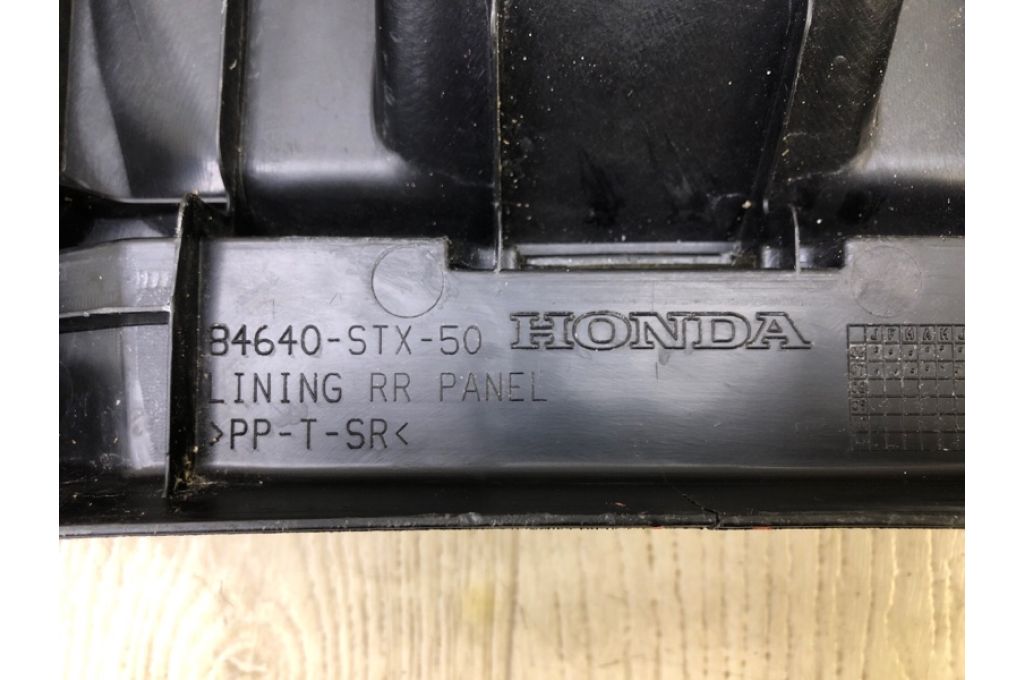 84640-STX-50 HONDA
LINING RR PANEL
>PP-T-SR<
J F M A K J